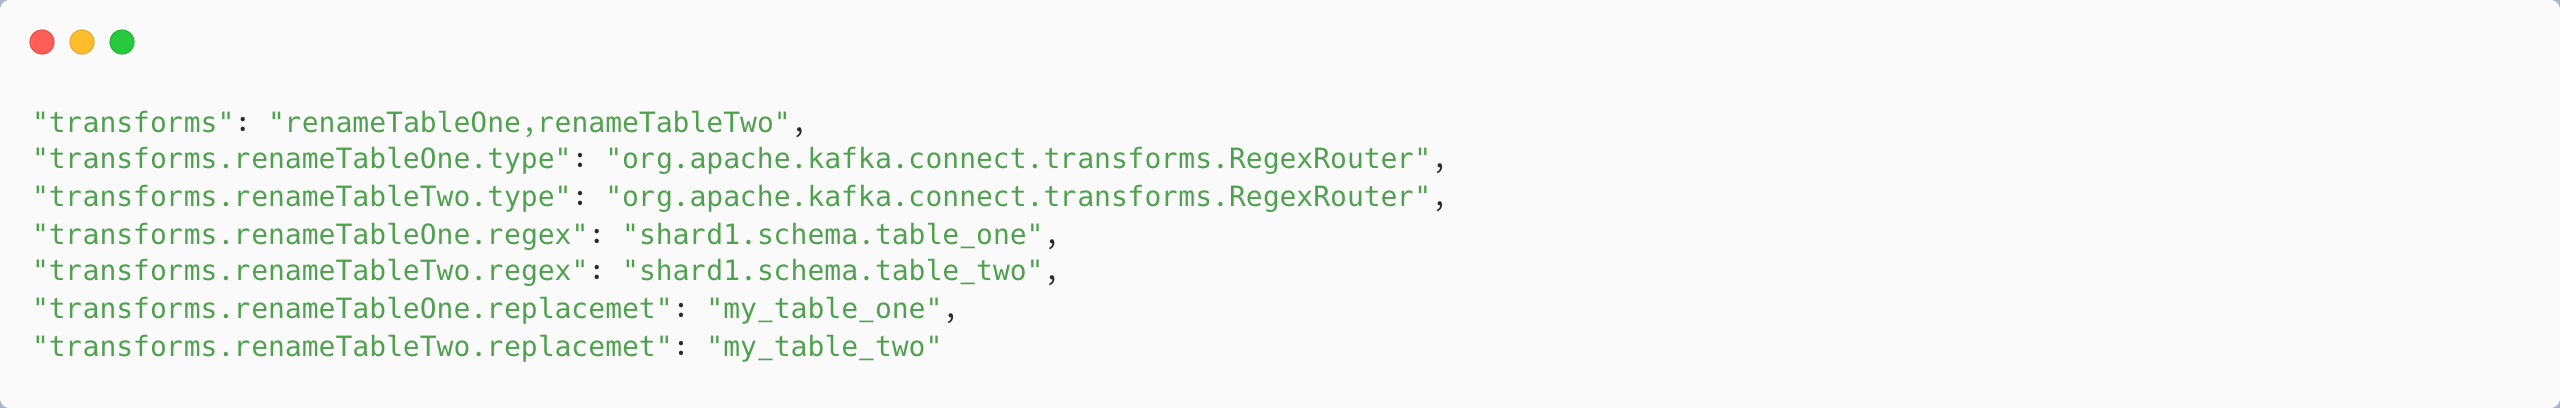 "transforms": "renameTableOne,renameTableTwo",
"transforms.renameTableOne.type": "org.apache.kafka.connect.transforms.RegexRouter",
"transforms.renameTableTwo.type": "org.apache.kafka.connect.transforms.RegexRouter",
"transforms.renameTableOne.regex": "shard1.schema.table_one",
"transforms.renameTableTwo.regex": "shard1.schema.table_two",
"transforms.renameTableOne.replacemet": "my_table_one",
"transforms.renameTableTwo.replacemet": "my_table_two"